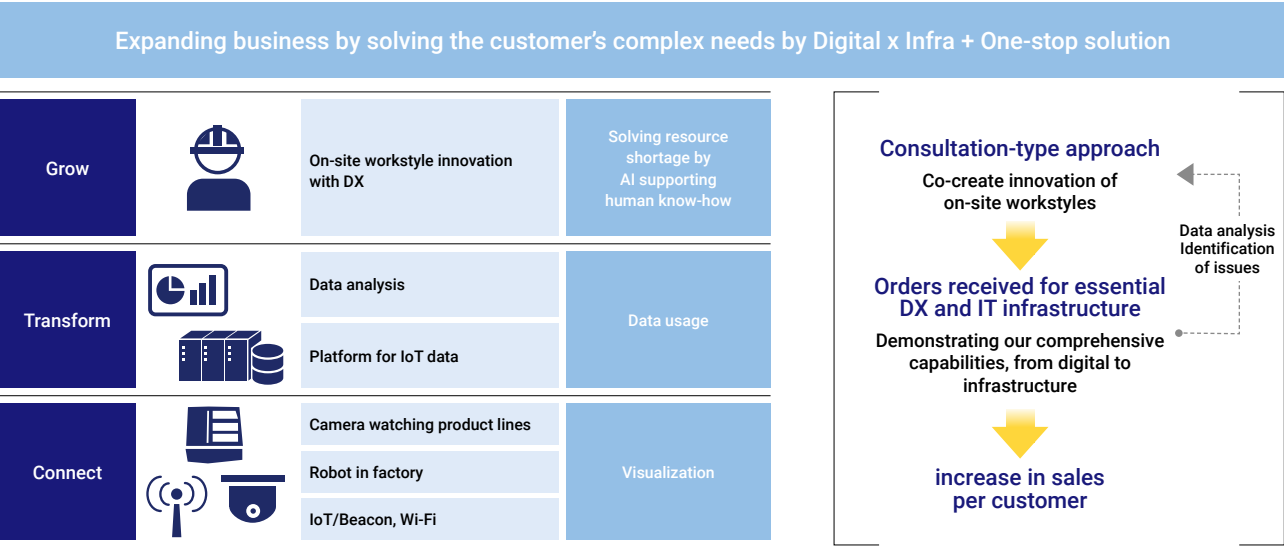 Expanding business by solving the customer’s complex needs by Digital x Infra + One-stop solution
Grow
On-site workstyle innovation
with DX
Solving resource
shortage by
AI supporting
human know-how
Transform
Data analysis
Platform for IoT data
Data usage
Connect
Camera watching product lines
Robot in factory
IoT/Beacon, Wi-Fi
Visualization
Consultation-type approach
Co-create innovation of
on-site workstyles
Data analysis
Identification
of issues
Orders received for essential
DX and IT infrastructure
Demonstrating our comprehensive
capabilities, from digital to
infrastructure
increase in sales
per customer